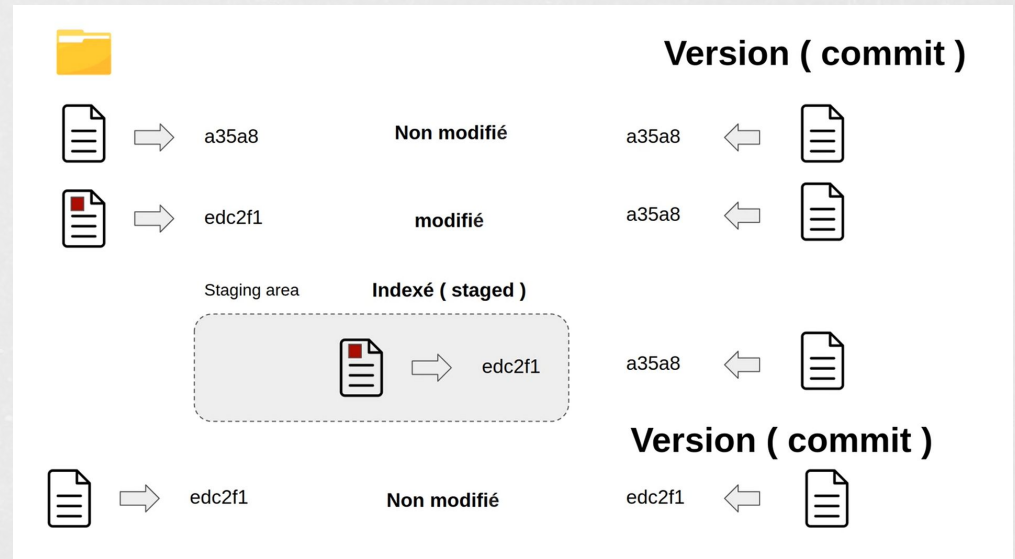 Version ( commit )
a35a8
Non modifié
a35a8
edc2f1
modifié
a35a8
Staging area
Indexé ( staged )
edc2f1
a35a8
Version ( commit )
edc2f1
Non modifié
edc2f1